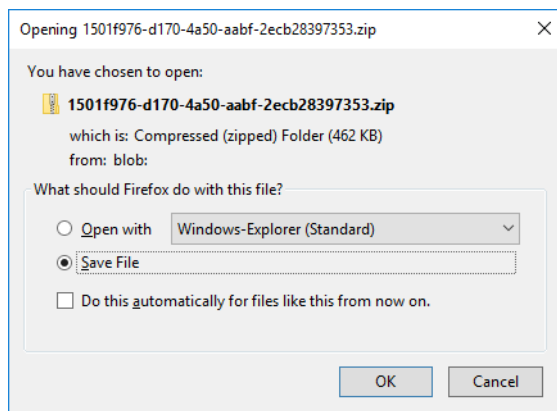 Opening 1501f976-d170-4a50-aabf-2ecb28397353.zip
You have chosen to open:
1501f976-d170-4a50-aabf-2ecb28397353.zip
which is: Compressed (zipped) Folder (462 KB)
from: blob:
What should Firefox do with this file?
Open with Windows-Explorer (Standard)
Save File
Do this automatically for files like this from now on.
OK Cancel